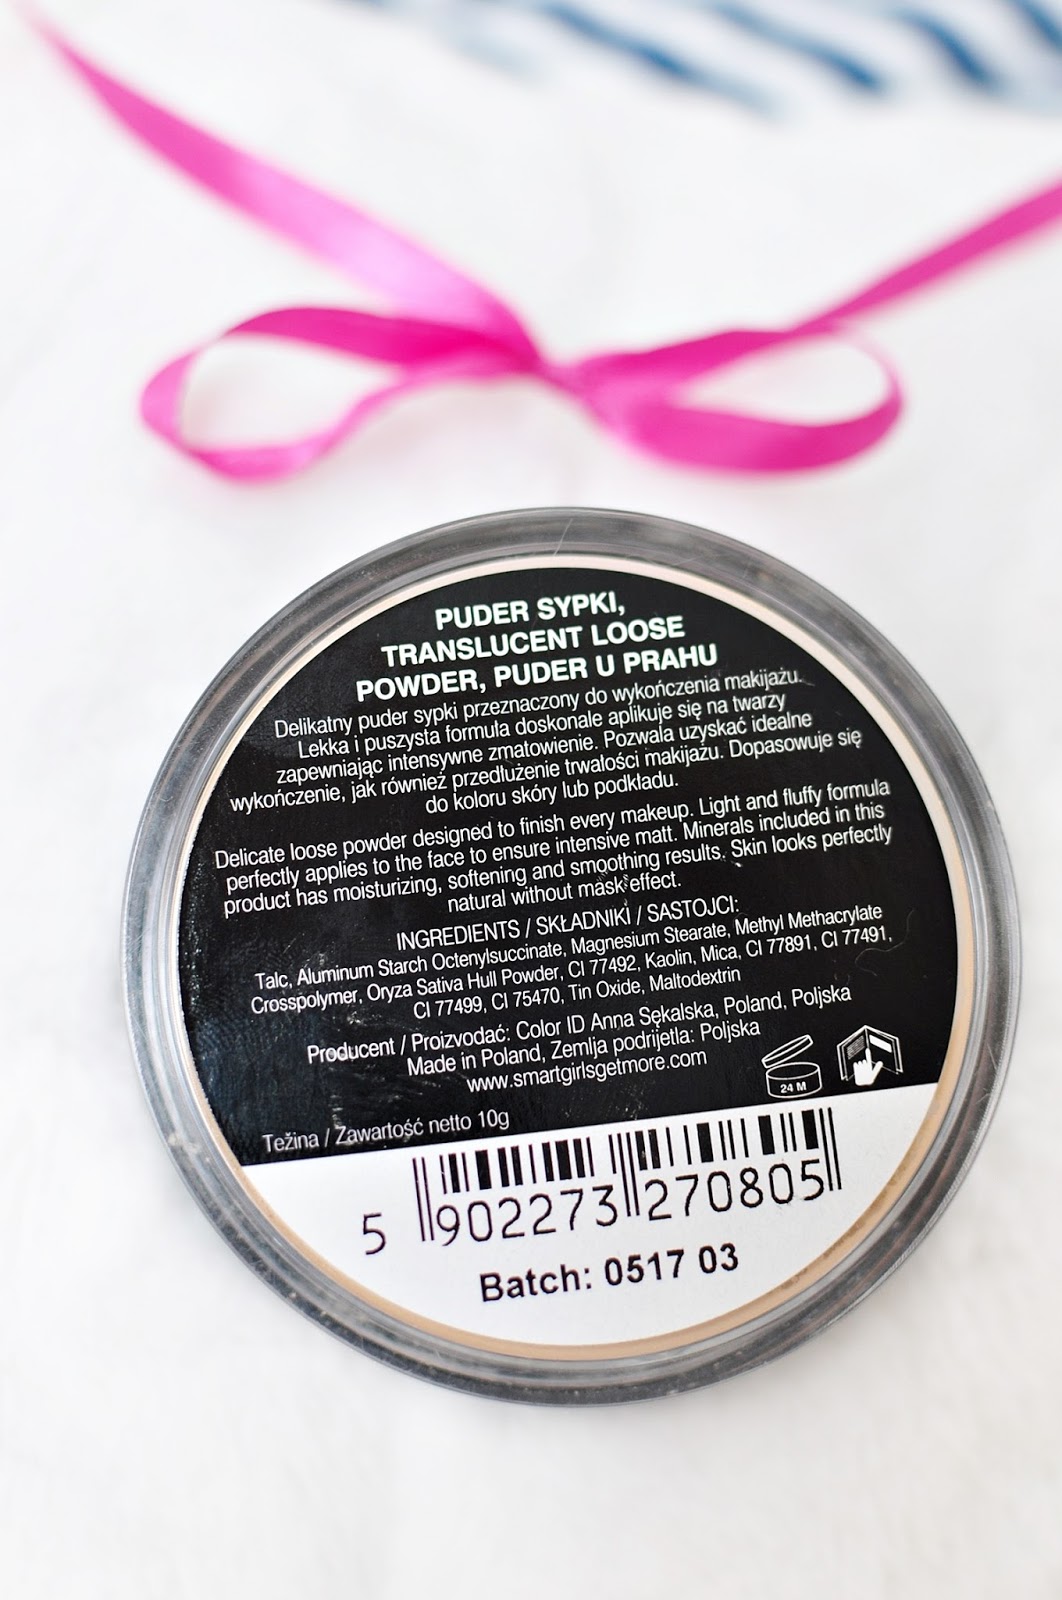 PUDER SYPKI,
TRANSLUCENT LOOSE
POWDER, PUDER U PRAHU
Delikatny puder sypki przeznaczony do wykończenia makijażu.
Lekka i puszysta formuła doskonale aplikuje się na twarzy
zapewniając intensywne zmatowienie. Pozwala uzyskać idealne
wykończenie, jak również przedłużenie trwałości makijażu. Dopasowuje się
do koloru skóry lub podkładu.
Delicate loose powder designed to finish every makeup. Light and fluffy formula
perfectly applies to the face to ensure intensive matt. Minerals included in this
product has moisturizing, softening and smoothing results. Skin looks perfectly
natural without mask effect.
INGREDIENTS / SKŁADNIKI / SASTOJCI:
Talc, Aluminum Starch Octenylsuccinate, Magnesium Stearate, Methyl Methacrylate
Crosspolymer, Oryza Sativa Hull Powder, CI 77492, Kaolin, Mica, CI 77891, CI 77491,
CI 77499, CI 75470, Tin Oxide, Maltodextrin
Producent / Proizvođač: Color ID Anna Sękalska, Poland, Poljska
Made in Poland, Zemlja podrijetla: Poljska
www.smartgirlsgetmore.com
24 M
Težina / Zawartość netto 10g
5 902273 270805
Batch: 0517 03